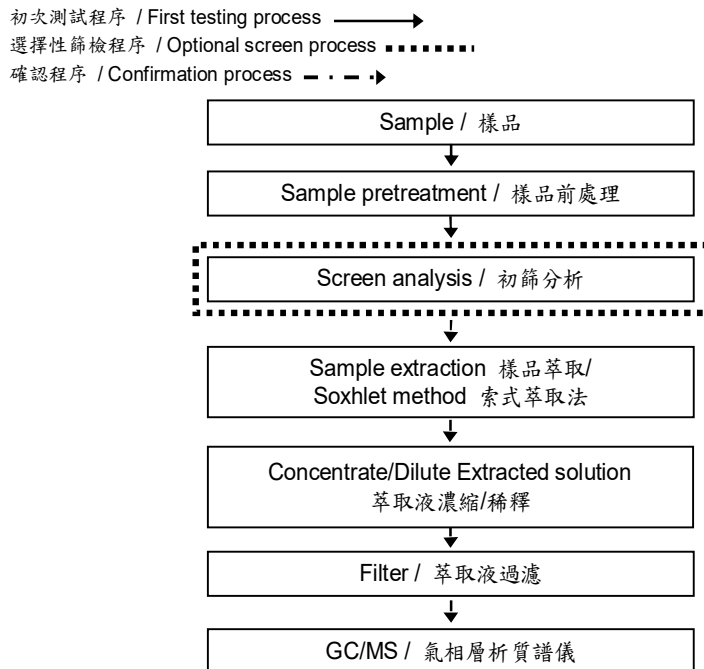 初次測試程序 / First testing process
選擇性篩檢程序 / Optional screen process
確認程序 / Confirmation process
Sample / 樣品
Sample pretreatment / 樣品前處理
Screen analysis / 初篩分析
Sample extraction 樣品萃取/
Soxhlet method 索式萃取法
Concentrate/Dilute Extracted solution
萃取液濃縮/稀釋
Filter / 萃取液過濾
GC/MS / 氣相層析質譜儀